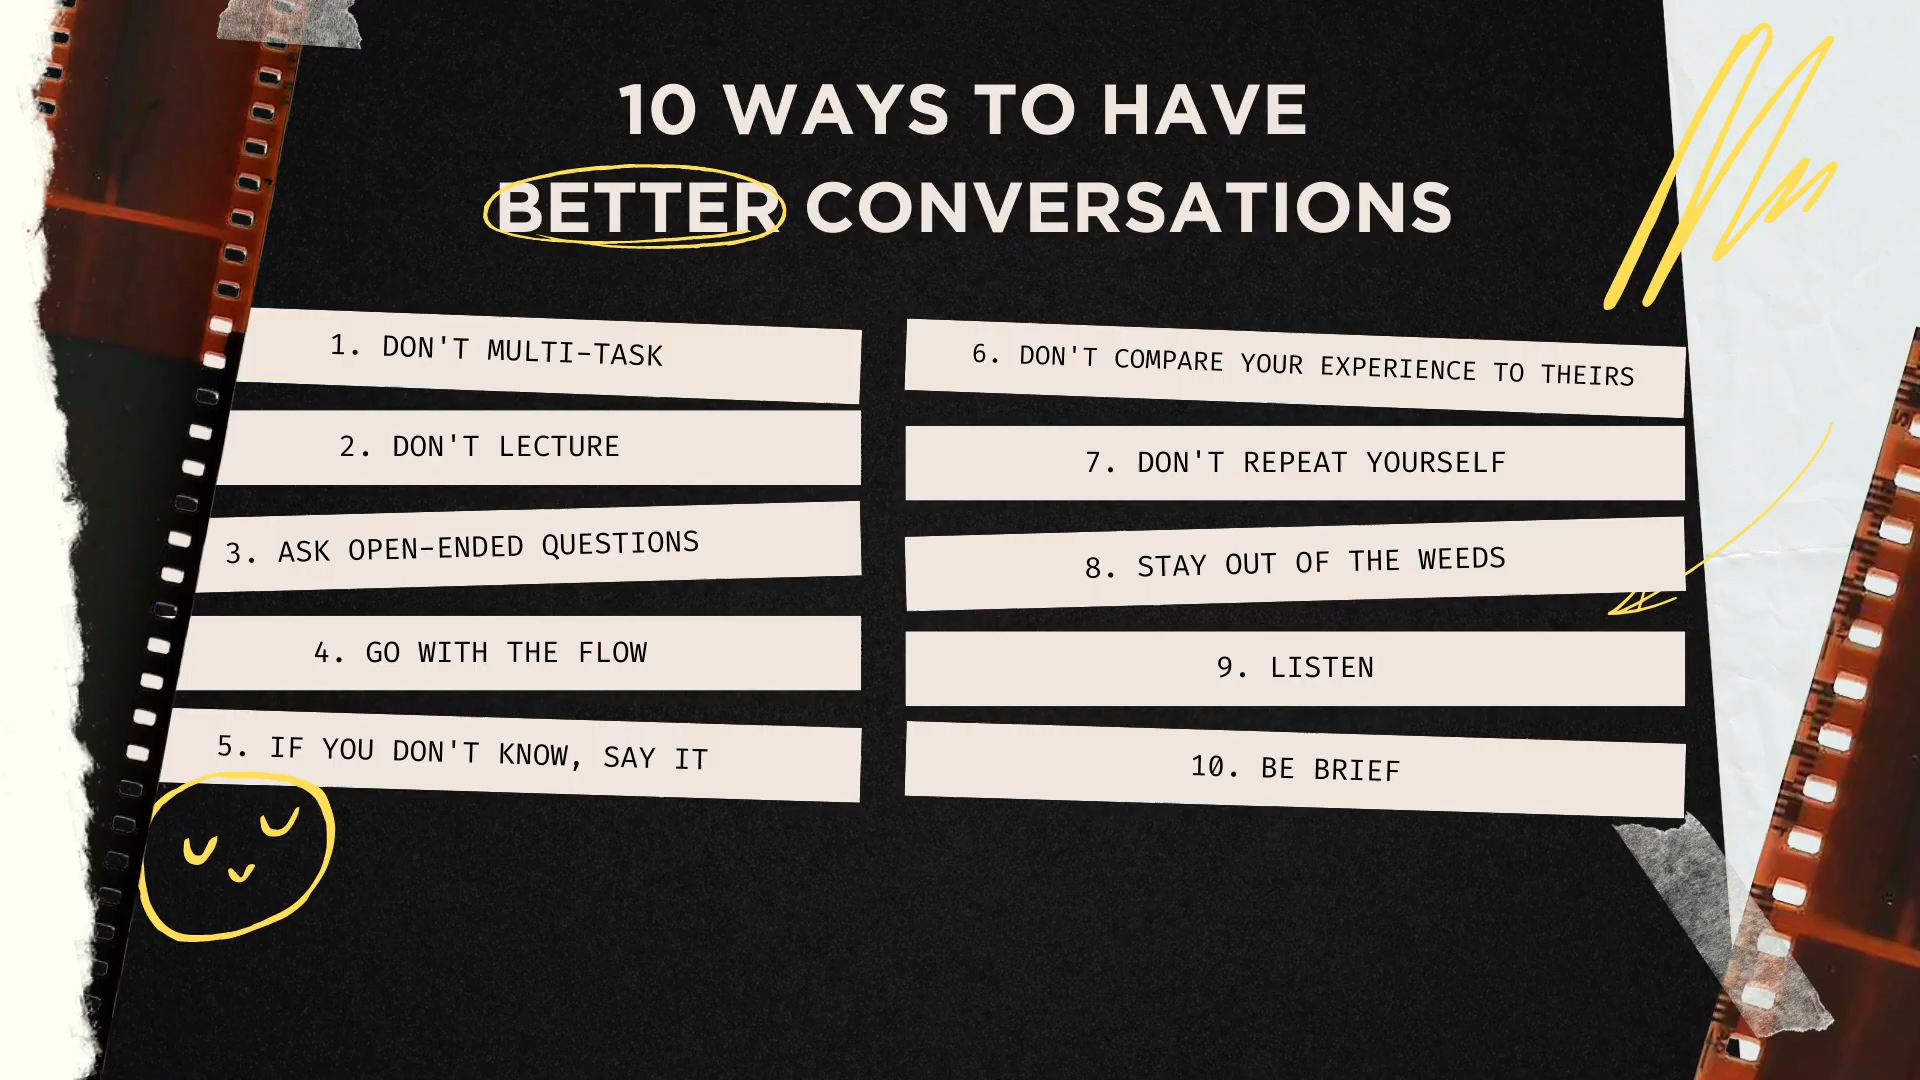 10 WAYS TO HAVE
BETTER CONVERSATIONS
1. DON'T MULTI-TASK
2. DON'T LECTURE
3. ASK OPEN-ENDED QUESTIONS
4. GO WITH THE FLOW
5. IF YOU DON'T KNOW, SAY IT
6. DON'T COMPARE YOUR EXPERIENCE TO THEIRS
7. DON'T REPEAT YOURSELF
8. STAY OUT OF THE WEEDS
9. LISTEN
10. BE BRIEF